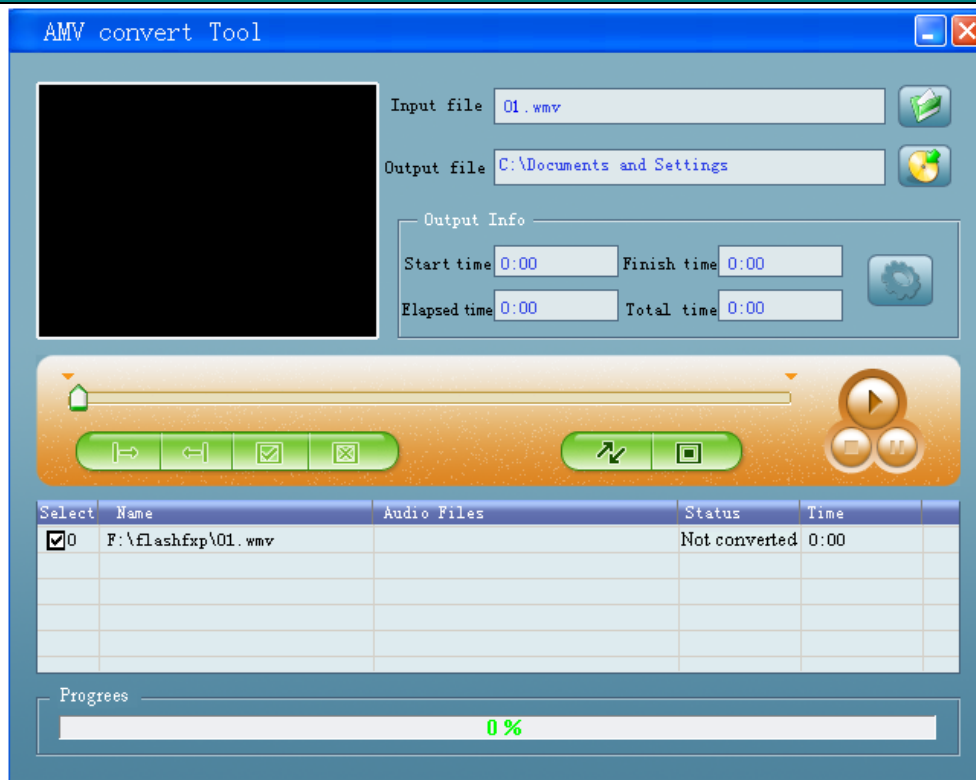 AMV convert Tool
Input file 01.wmv
Output file C:\Documents and Settings
Output Info
Start time 0:00 Finish time 0:00
Elapsed time 0:00 Total time 0:00
Select Name Audio Files Status Time
0 F:\flashfxp\01.wmv Not converted 0:00
Progrees
0 %